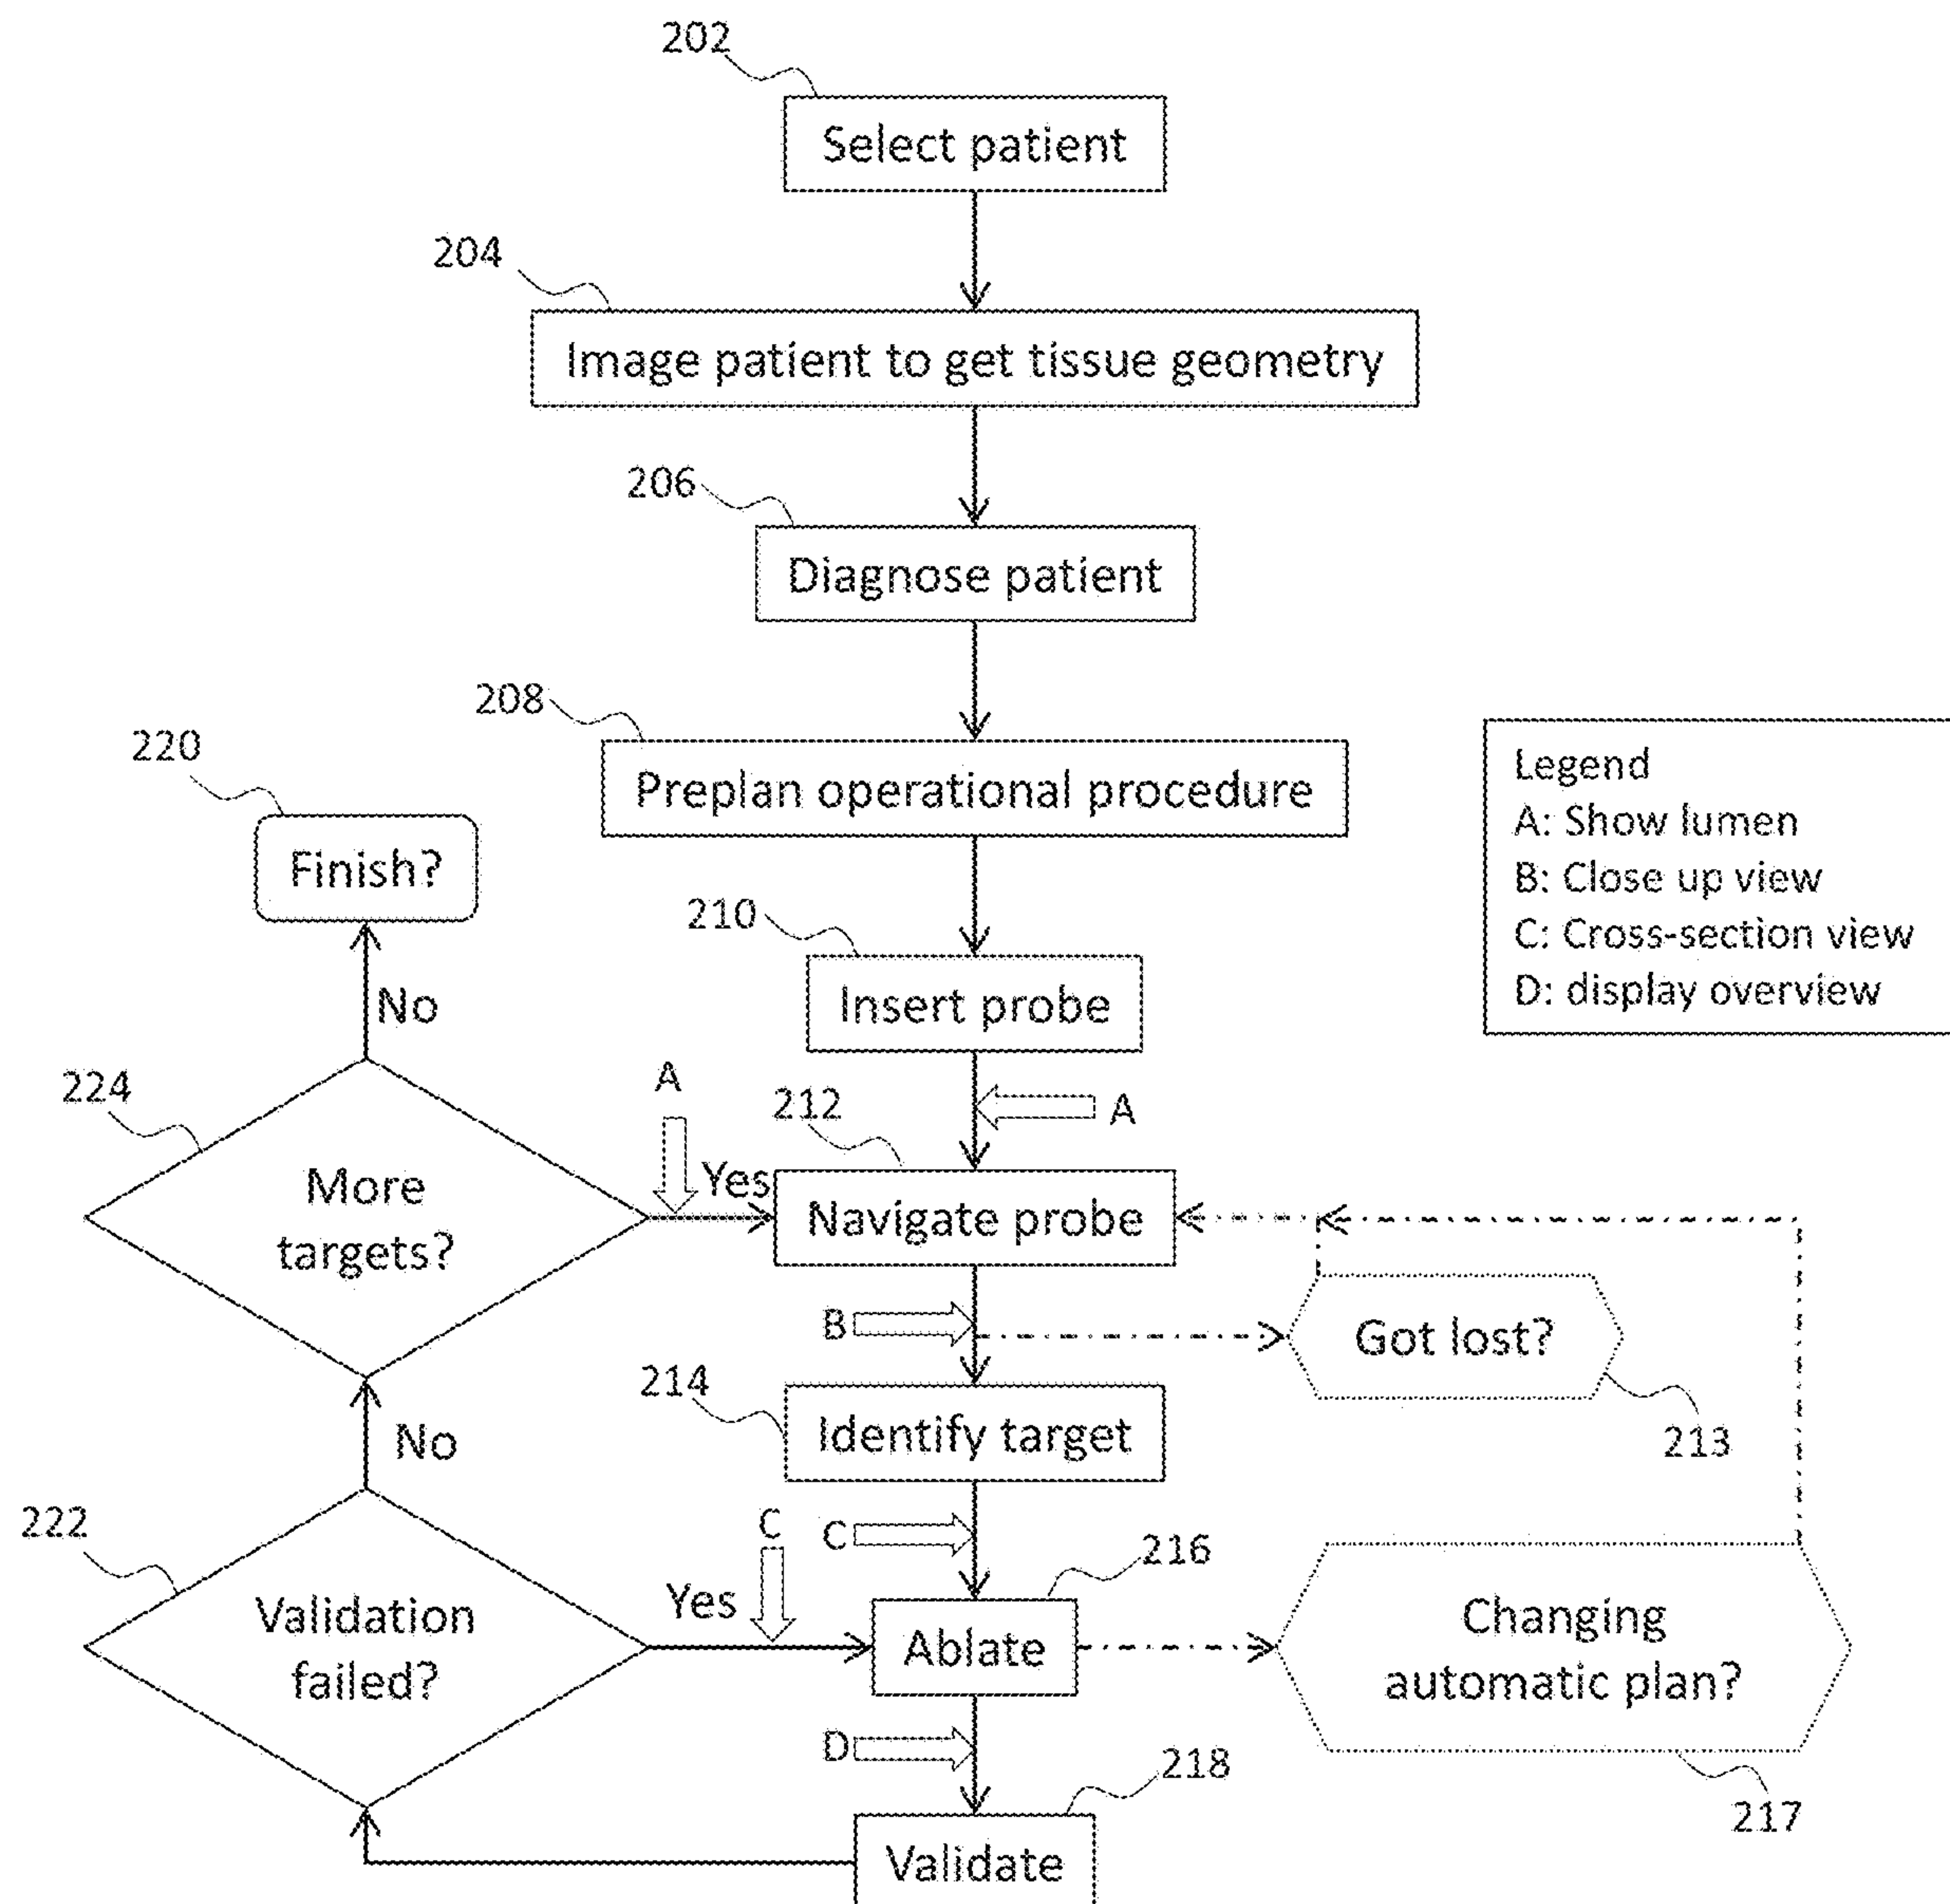 202
Select patient
204
Image patient to get tissue geometry
206
Diagnose patient
208
Preplan operational procedure
220
Finish?
Legend
A: Show lumen
B: Close up view
C: Cross-section view
D: display overview
210
Insert probe
No
224
More
targets?
A
Yes
212
A
Navigate probe
B
Got lost?
213
214
Identify target
No
222
Validation
failed?
C
Yes
C
216
Ablate
Changing
automatic plan?
217
D
218
Validate